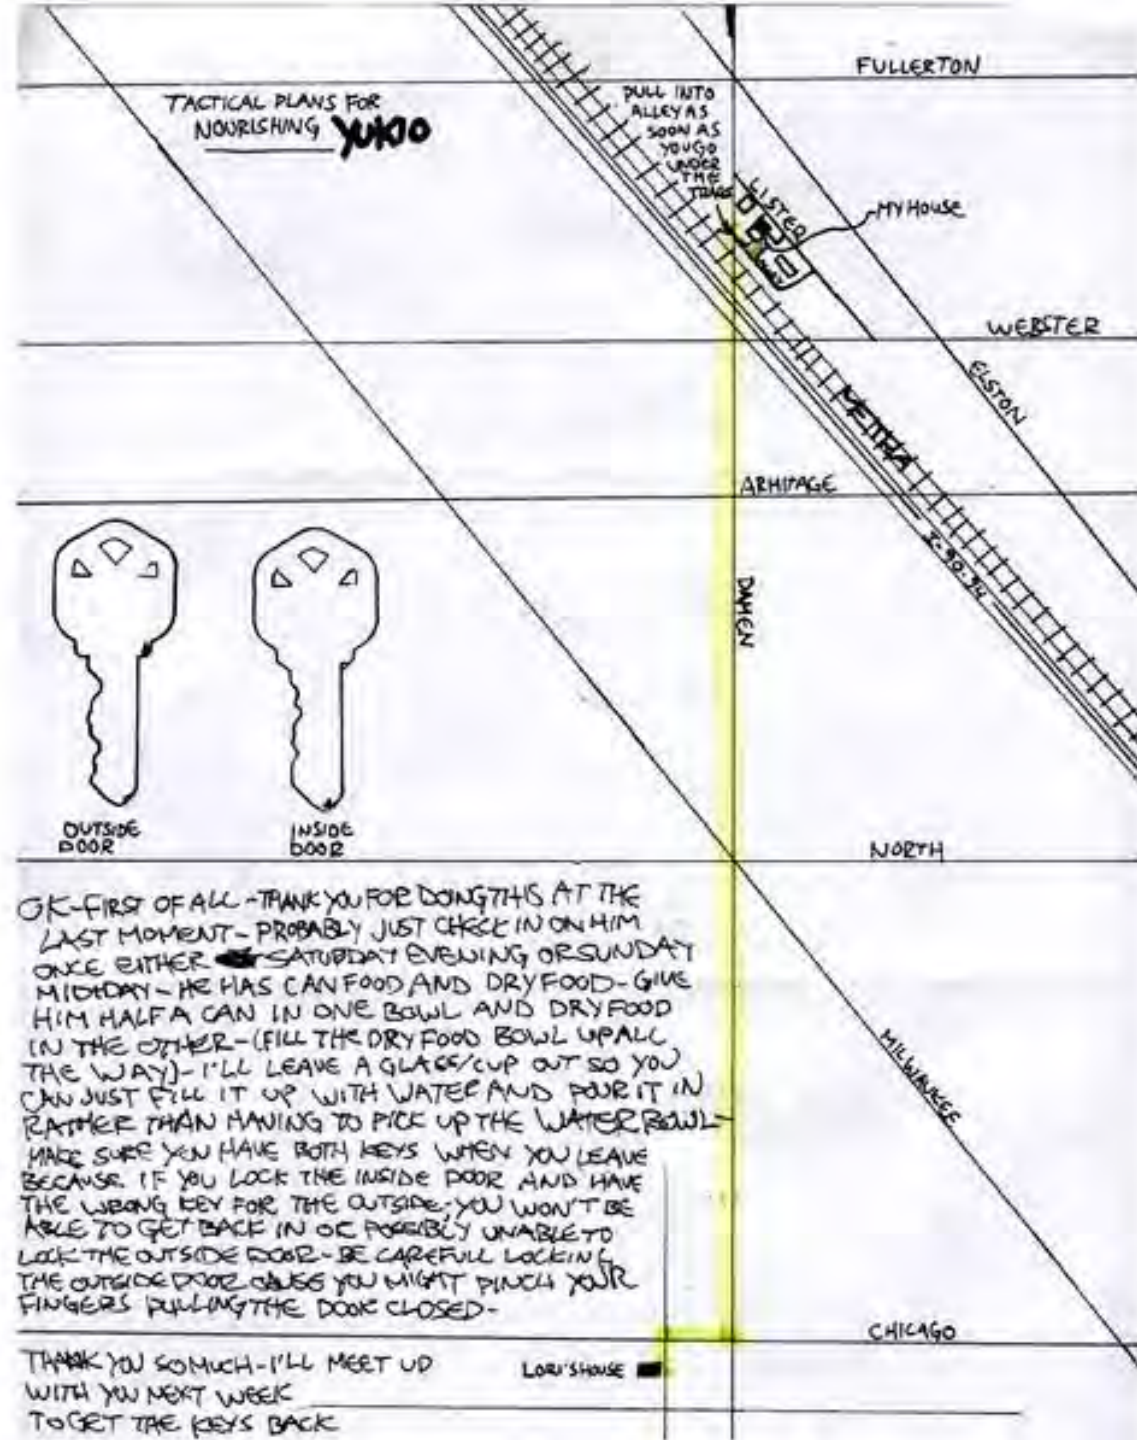 FULLERTON
TACTICAL PLANS FOR
NOURISHING YUKIO
PULL INTO
ALLEY AS
SOON AS
YOU GO
UNDER
THE
LISTER
MY HOUSE
WEBSTER
ELSTON
METRA
ARMITAGE
I-90-94
DAMEN
OUTSIDE
DOOR
INSIDE
DOOR
NORTH
OK-FIRST OF ALL-THANK YOU FOR DOING THIS AT THE
LAST MOMENT-PROBABLY JUST CHECK IN ON HIM
ONCE EITHER SATURDAY EVENING OR SUNDAY
MIDIDAY-HE HAS CAN FOOD AND DRY FOOD-GIVE
HIM HALF A CAN IN ONE BOWL AND DRY FOOD
IN THE OTHER-(FILL THE DRY FOOD BOWL UP ALL
THE WAY)-I'LL LEAVE A GLASS/CUP OUT SO YOU
CAN JUST FILL IT UP WITH WATER AND POUR IT IN
RATHER THAN HAVING TO PICK UP THE WATER BOWL-
MAKE SURE YOU HAVE BOTH KEYS WHEN YOU LEAVE
BECAUSE IF YOU LOCK THE INSIDE DOOR AND HAVE
THE WRONG KEY FOR THE OUTSIDE, YOU WON'T BE
ABLE TO GET BACK IN OR POSSIBLY UNABLE TO
LOCK THE OUTSIDE DOOR-BE CAREFULL LOCKING
THE OUTSIDE DOOR CAUSE YOU MIGHT PINCH YOUR
FINGERS PULLING THE DOOR CLOSED-
MILWAUKEE
CHICAGO
THANK YOU SO MUCH-I'LL MEET UP
WITH YOU NEXT WEEK
TO GET THE KEYS BACK
LORI'S HOUSE